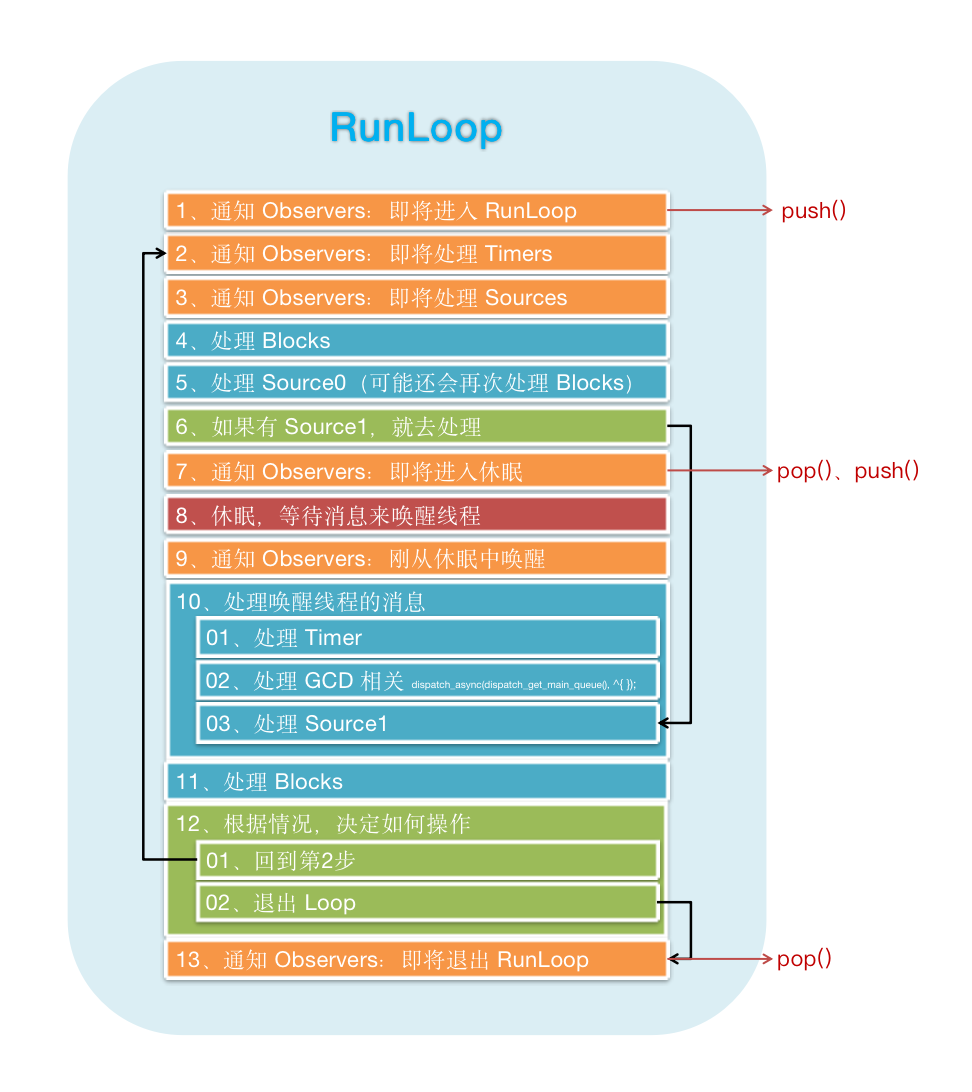 RunLoop
1、通知 Observers：即将进入 RunLoop
push()
2、通知 Observers：即将处理 Timers
3、通知 Observers：即将处理 Sources
4、处理 Blocks
5、处理 Source0（可能还会再次处理 Blocks）
6、如果有 Source1，就去处理
7、通知 Observers：即将进入休眠
pop()、push()
8、休眠，等待消息来唤醒线程
9、通知 Observers：刚从休眠中唤醒
10、处理唤醒线程的消息
01、处理 Timer
02、处理 GCD 相关 dispatch_async(dispatch_get_main_queue(), ^{ });
03、处理 Source1
11、处理 Blocks
12、根据情况，决定如何操作
01、回到第2步
02、退出 Loop
13、通知 Observers：即将退出 RunLoop
pop()